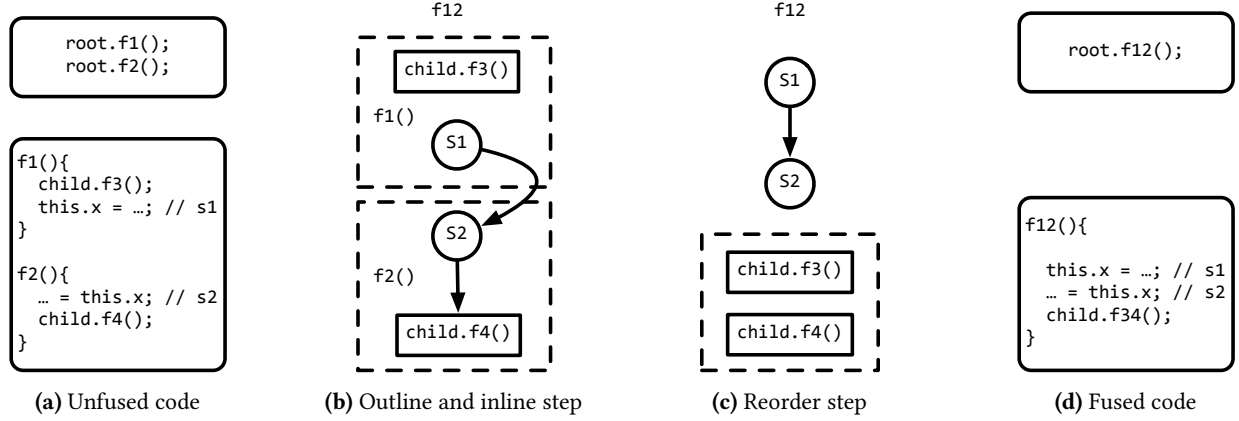 root.f1();
root.f2();
f1(){
child.f3();
this.x = …; // s1
}
f2(){
… = this.x; // s2
child.f4();
}
(a) Unfused code
f12
child.f3()
f1()
S1
S2
f2()
child.f4()
(b) Outline and inline step
f12
S1
S2
child.f3()
child.f4()
(c) Reorder step
root.f12();
f12(){
this.x = …; // s1
… = this.x; // s2
child.f34();
}
(d) Fused code